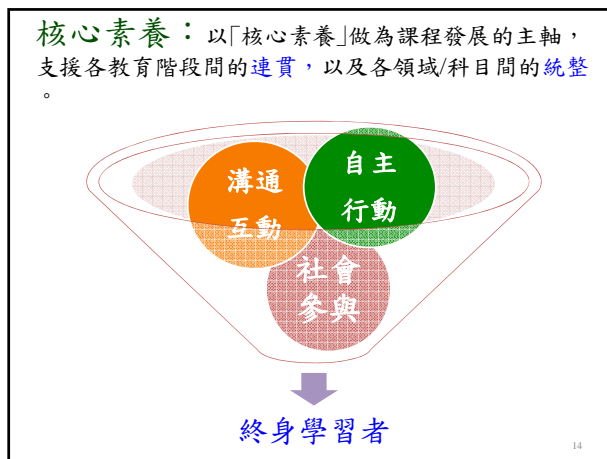 核心素養：以「核心素養」做為課程發展的主軸，
支援各教育階段間的連貫，以及各領域/科目間的統整
。
溝通
互動
自主
行動
社會
參與
終身學習者
14